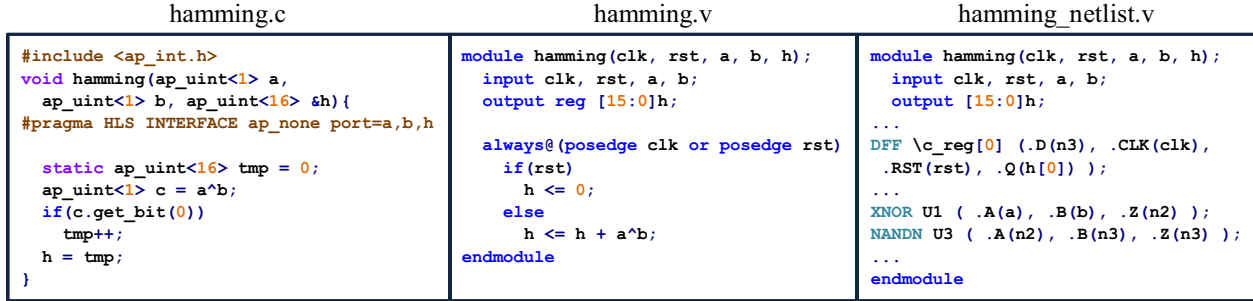 hamming.c
#include <ap_int.h>
void hamming(ap_uint<1> a,
  ap_uint<1> b, ap_uint<16> &h){
#pragma HLS INTERFACE ap_none port=a,b,h
  static ap_uint<16> tmp = 0;
  ap_uint<1> c = a^b;
  if(c.get_bit(0))
    tmp++;
  h = tmp;
}
hamming.v
module hamming(clk, rst, a, b, h);
  input clk, rst, a, b;
  output reg [15:0]h;
  always@(posedge clk or posedge rst)
    if(rst)
      h <= 0;
    else
      h <= h + a^b;
endmodule
hamming_netlist.v
module hamming(clk, rst, a, b, h);
  input clk, rst, a, b;
  output [15:0]h;
...
DFF \c_reg[0] (.D(n3), .CLK(clk),
 .RST(rst), .Q(h[0]) );
...
XNOR U1 ( .A(a), .B(b), .Z(n2) );
NANDN U3 ( .A(n2), .B(n3), .Z(n3) );
...
endmodule